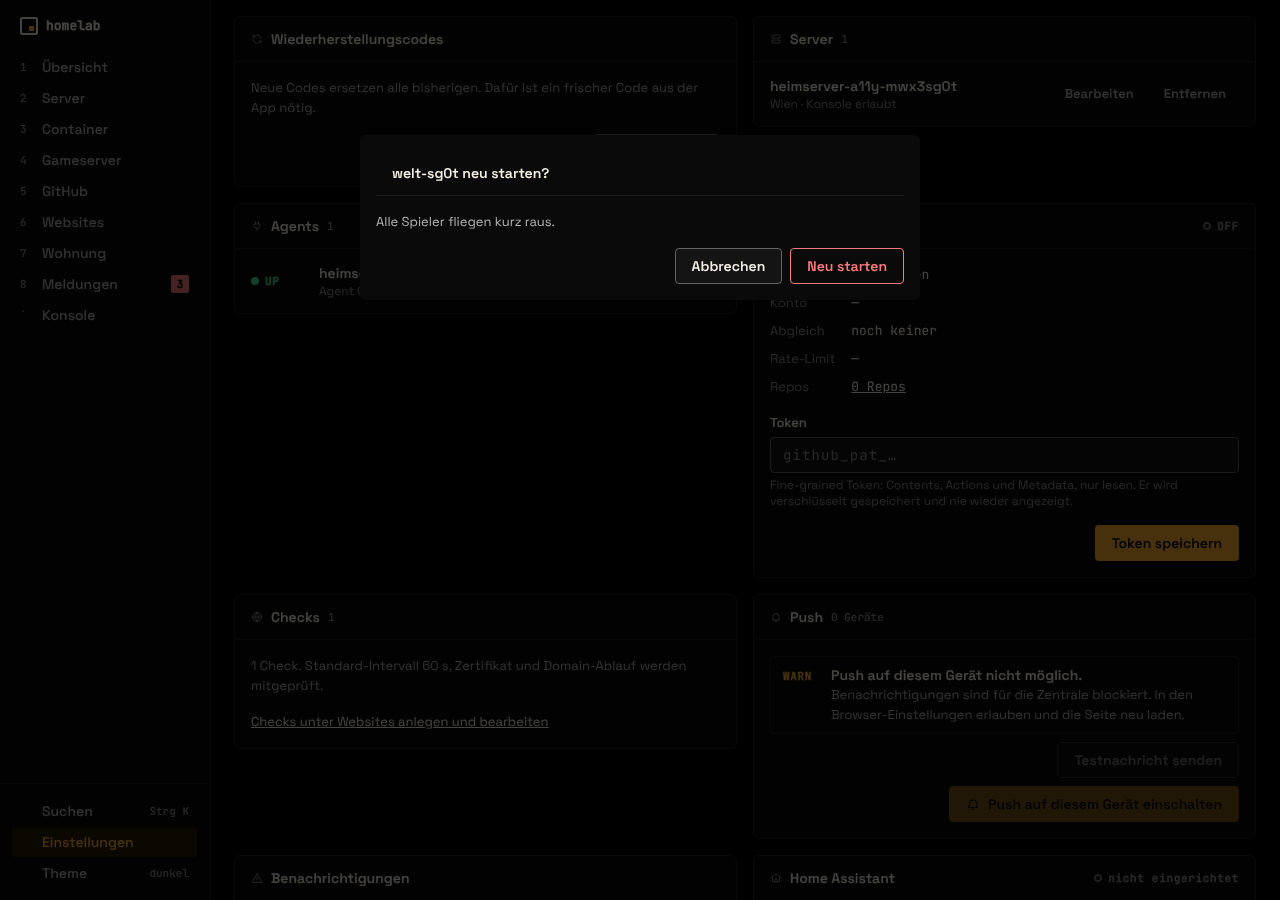 homelab
1 Übersicht
2 Server
3 Container
4 Gameserver
5 GitHub
6 Websites
7 Wohnung
8 Meldungen 3
` Konsole
Suchen Strg K
Einstellungen
Theme dunkel
Wiederherstellungscodes
Neue Codes ersetzen alle bisherigen. Dafür ist ein frischer Code aus der
App nötig.
Server 1
heimserver-a11y-mwx3sg0t
Wien · Konsole erlaubt
Bearbeiten Entfernen
welt-sg0t neu starten?
Alle Spieler fliegen kurz raus.
Abbrechen Neu starten
Agents 1
UP
Agent
OFF
Konto —
Abgleich noch keiner
Rate-Limit —
Repos 0 Repos
Token
github_pat_…
Fine-grained Token: Contents, Actions und Metadata, nur lesen. Er wird
verschlüsselt gespeichert und nie wieder angezeigt.
Token speichern
Checks 1
1 Check. Standard-Intervall 60 s, Zertifikat und Domain-Ablauf werden
mitgeprüft.
Checks unter Websites anlegen und bearbeiten
Push 0 Geräte
WARN Push auf diesem Gerät nicht möglich.
Benachrichtigungen sind für die Zentrale blockiert. In den
Browser-Einstellungen erlauben und die Seite neu laden.
Testnachricht senden
Push auf diesem Gerät einschalten
Benachrichtigungen
Home Assistant nicht eingerichtet